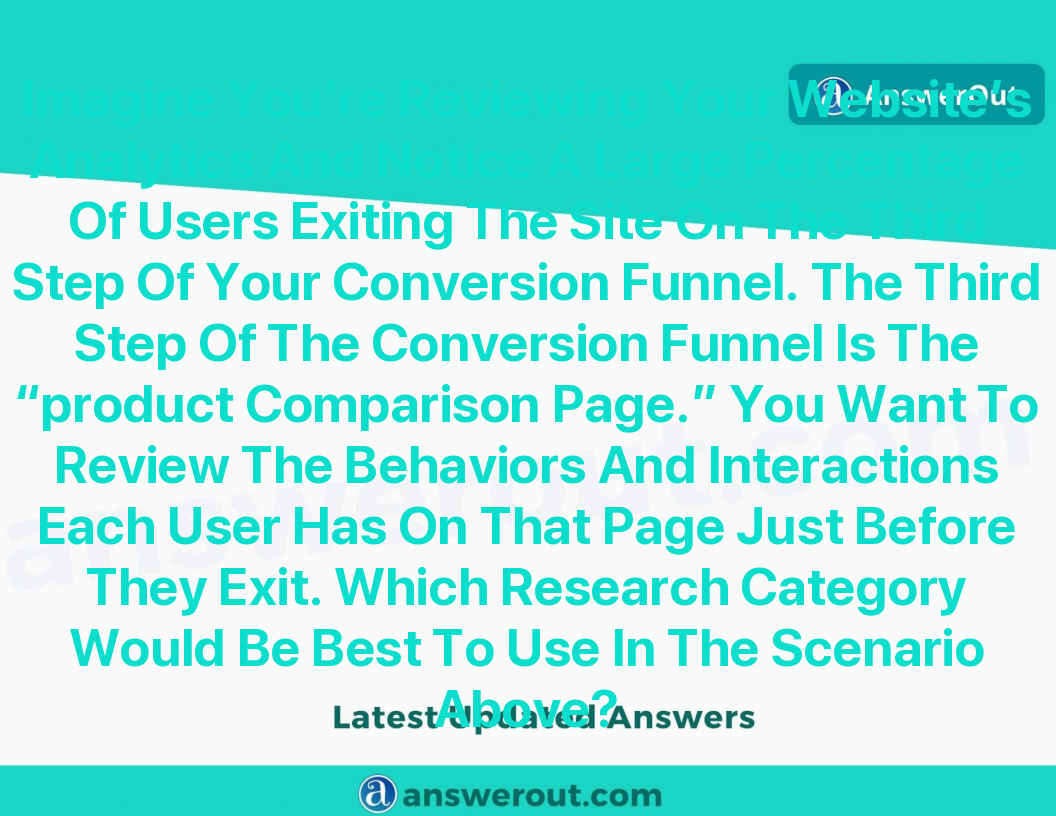 Imagine You're Reviewing Your Website's
AnswerOut
Analytics And Notice A Large Percentage
Of Users Exiting The Site On The Third
Step Of Your Conversion Funnel. The Third
Step Of The Conversion Funnel Is The
“product Comparison Page.” You Want To
Review The Behaviors And Interactions
Each User Has On That Page Just Before
They Exit. Which Research Category
Would Be Best To Use In The Scenario
Above?
Latest Updated Answers
answerout.com
answerout.com